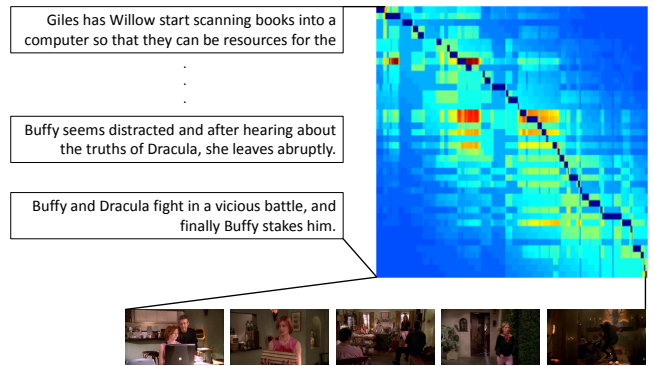 Giles has Willow start scanning books into a
computer so that they can be resources for the
.
.
.
Buffy seems distracted and after hearing about
the truths of Dracula, she leaves abruptly.
Buffy and Dracula fight in a vicious battle, and
finally Buffy stakes him.